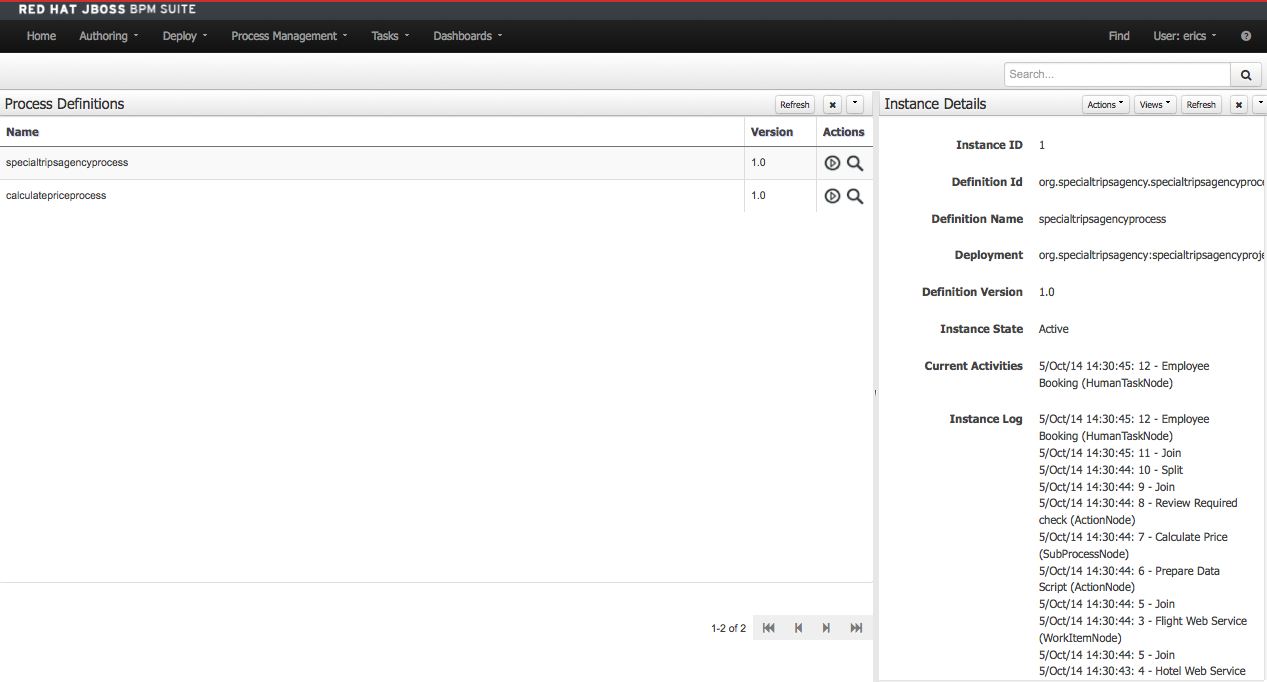 RED HAT JBOSS BPM SUITE
Home Authoring Deploy Process Management Tasks Dashboards Find User: erics ?
Search...
Process Definitions Refresh
Name Version Actions
specialtripsagencyprocess 1.0
calculatepriceprocess 1.0
1-2 of 2
Instance Details Actions Views Refresh
Instance ID 1
Definition Id org.specialtripsagency.specialtripsagencyproce
Definition Name specialtripsagencyprocess
Deployment org.specialtripsagency:specialtripsagencyproje
Definition Version 1.0
Instance State Active
Current Activities 5/Oct/14 14:30:45: 12 - Employee
Booking (HumanTaskNode)
Instance Log 5/Oct/14 14:30:45: 12 - Employee
Booking (HumanTaskNode)
5/Oct/14 14:30:45: 11 - Join
5/Oct/14 14:30:44: 10 - Split
5/Oct/14 14:30:44: 9 - Join
5/Oct/14 14:30:44: 8 - Review Required
check (ActionNode)
5/Oct/14 14:30:44: 7 - Calculate Price
(SubProcessNode)
5/Oct/14 14:30:44: 6 - Prepare Data
Script (ActionNode)
5/Oct/14 14:30:44: 5 - Join
5/Oct/14 14:30:44: 3 - Flight Web Service
(WorkItemNode)
5/Oct/14 14:30:44: 5 - Join
5/Oct/14 14:30:43: 4 - Hotel Web Service